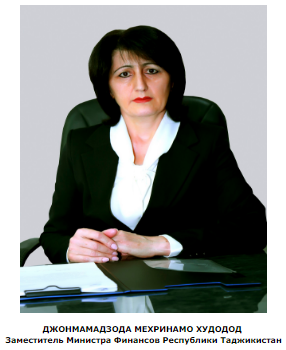 ДЖОНМАМАДЗОДА МЕХРИНАМО ХУДОДОД
Заместитель Министра Финансов Республики Таджикистан